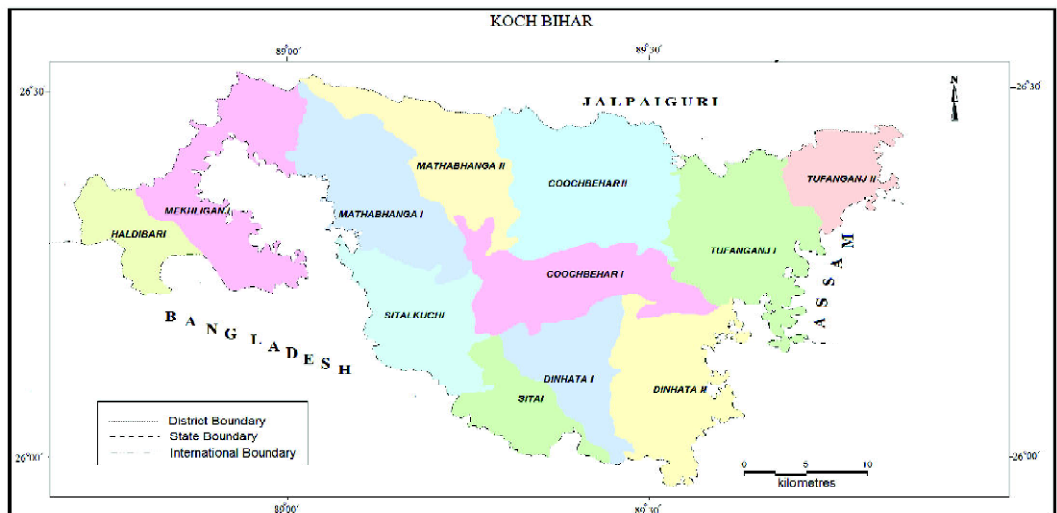 KOCH BIHAR
89°00'
89°30'
26°30'
26°30'
N
JALPAIGURI
MATHABHANGA II
COOCHBEHAR II
TUFANGANJ II
MEKHLIGANJ
MATHABHANGA I
HALDIBARI
TUFANGANJ I
COOCHBEHAR I
ASSAM
SITALKUCHI
BANGLADESH
DINHATA I
DINHATA II
SITAI
District Boundary
State Boundary
International Boundary
26°00'
26°00'
0 5 10
kilometres
89°00'